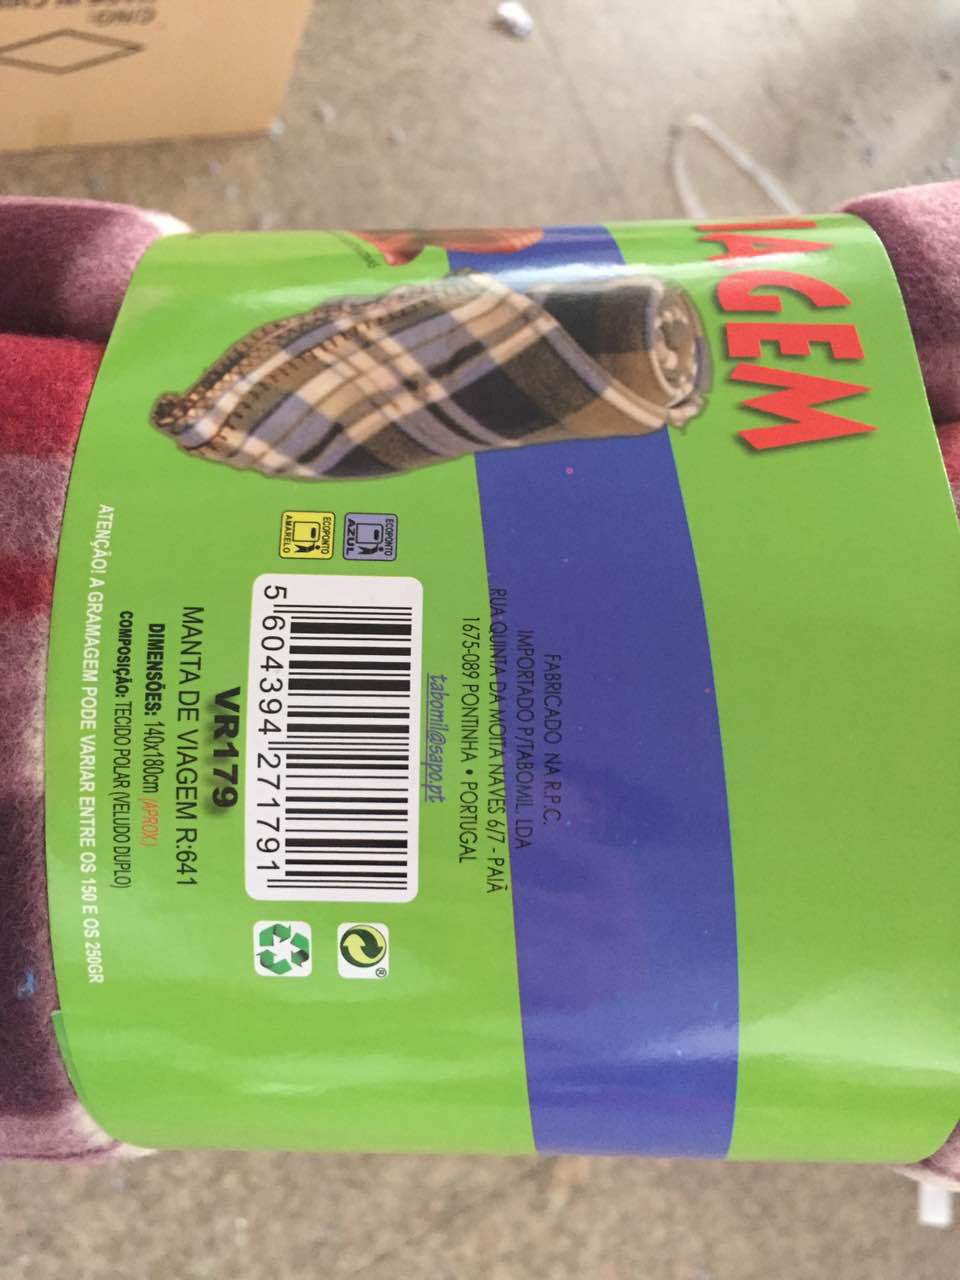 IAGEM
FABRICADO NA R.P.C.
IMPORTADO P/TABOMIL, LDA
RUA QUINTA DA MOITA NAVES 6/7 - PAIÃ
1675-089 PONTINHA • PORTUGAL
tabomil@sapo.pt
ECOPONTO
AZUL
ECOPONTO
AMARELO
5 604394 271791
®
VR179
MANTA DE VIAGEM R:641
DIMENSÕES: 140x180cm (APROX)
COMPOSIÇÃO: TECIDO POLAR (VELUDO DUPLO)
ATENÇÃO! A GRAMAGEM PODE VARIAR ENTRE OS 150 E OS 250GR